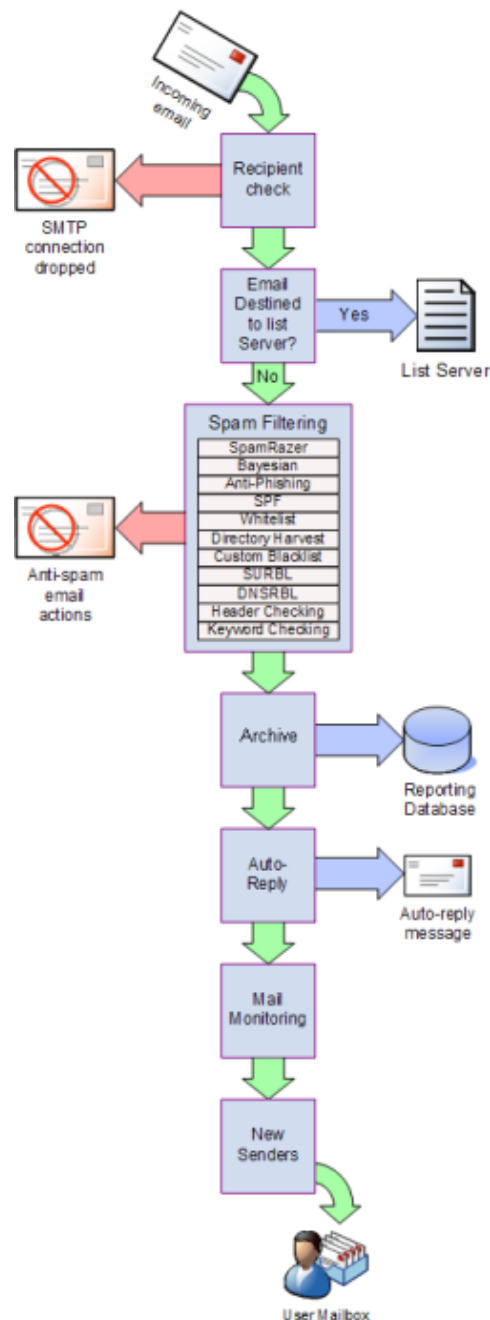 Incoming
email
Recipient
check
SMTP
connection
dropped
Email
Destined
to list
Server?
Yes
List Server
No
Spam Filtering
SpamRazer
Bayesian
Anti-Phishing
SPF
Whitelist
Directory Harvest
Custom Blacklist
SURBL
DNSRBL
Header Checking
Keyword Checking
Anti-spam
email
actions
Archive
Reporting
Database
Auto-
Reply
Auto-reply
message
Mail
Monitoring
New
Senders
User Mailbox